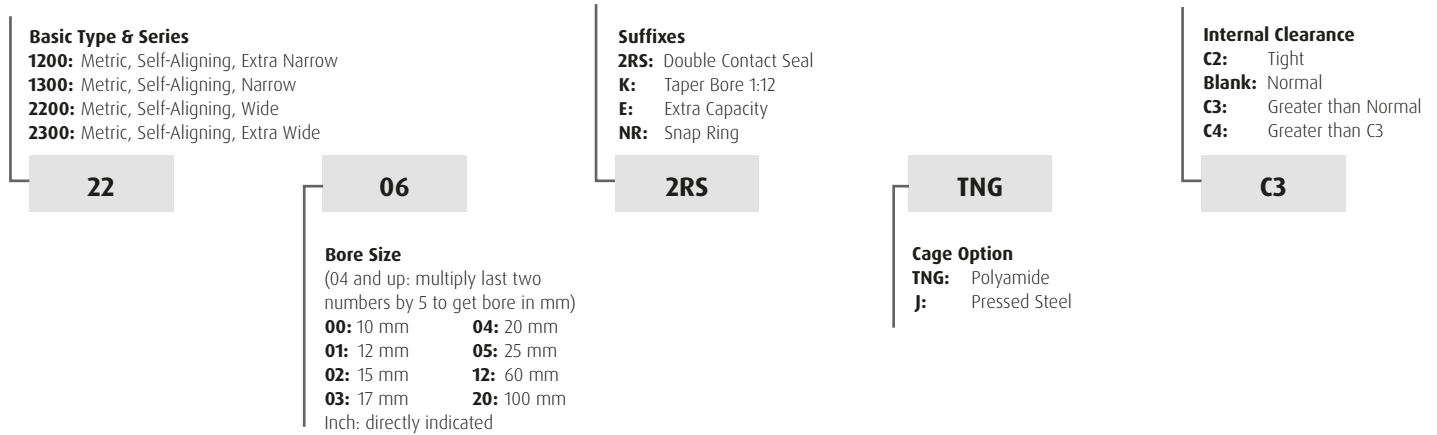 Basic Type & Series
1200: Metric, Self-Aligning, Extra Narrow
1300: Metric, Self-Aligning, Narrow
2200: Metric, Self-Aligning, Wide
2300: Metric, Self-Aligning, Extra Wide
22
06
Bore Size
(04 and up: multiply last two
numbers by 5 to get bore in mm)
00: 10 mm 04: 20 mm
01: 12 mm 05: 25 mm
02: 15 mm 12: 60 mm
03: 17 mm 20: 100 mm
Inch: directly indicated
Suffixes
2RS: Double Contact Seal
K: Taper Bore 1:12
E: Extra Capacity
NR: Snap Ring
2RS
TNG
Cage Option
TNG: Polyamide
J: Pressed Steel
Internal Clearance
C2: Tight
Blank: Normal
C3: Greater than Normal
C4: Greater than C3
C3